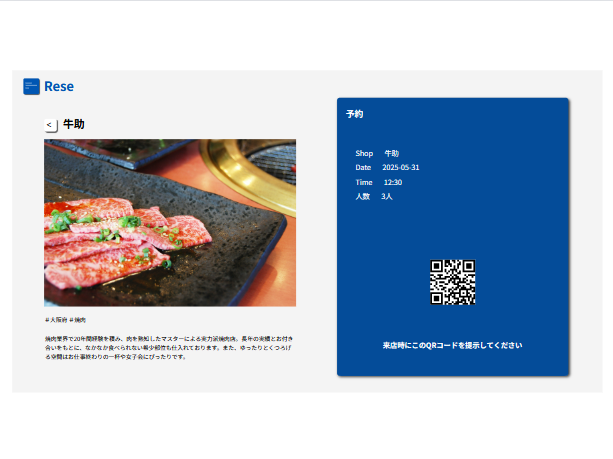 Rese
< 牛助
#大阪府 #焼肉
焼肉業界で20年間経験を積み、肉を熟知したマスターによる実力派焼肉店。長年の実績とお付き
合いをもとに、なかなか食べられない希少部位も仕入れております。また、ゆったりとくつろげ
る空間はお仕事終わりの一杯や女子会にぴったりです。
予約
Shop 牛助
Date 2025-05-31
Time 12:30
人数 3人
来店時にこのQRコードを提示してください